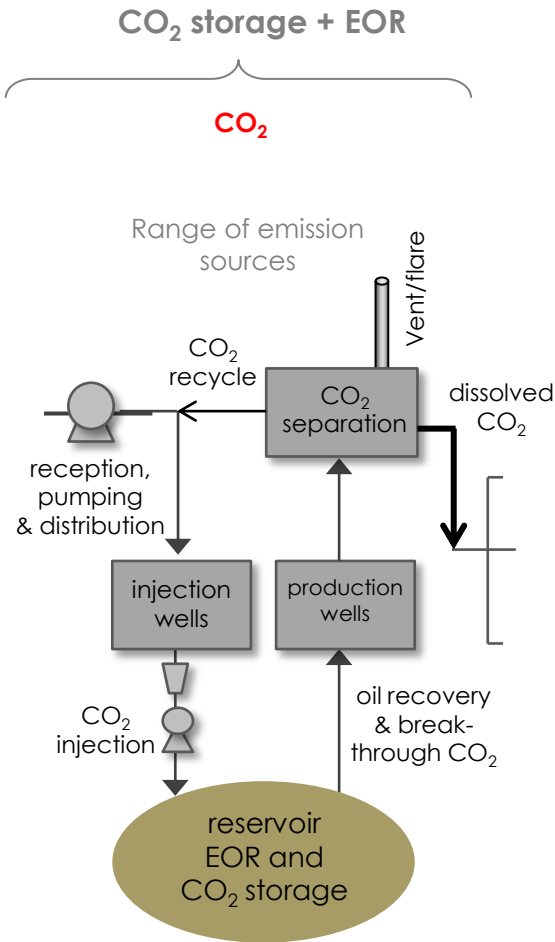 CO₂ storage + EOR
CO₂
Range of emission
sources
Vent/flare
CO₂
recycle
CO₂
separation
dissolved
CO₂
reception,
pumping
& distribution
injection
wells
production
wells
CO₂
injection
oil recovery
& break-
through CO₂
reservoir
EOR and
CO₂ storage